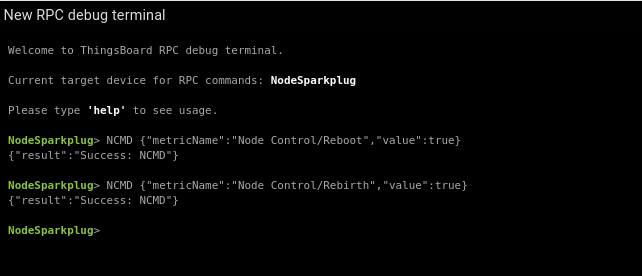 New RPC debug terminal
Welcome to ThingsBoard RPC debug terminal.
Current target device for RPC commands: NodeSparkplug
Please type 'help' to see usage.
NodeSparkplug> NCMD {"metricName":"Node Control/Reboot","value":true}
{"result":"Success: NCMD"}
NodeSparkplug> NCMD {"metricName":"Node Control/Rebirth","value":true}
{"result":"Success: NCMD"}
NodeSparkplug>